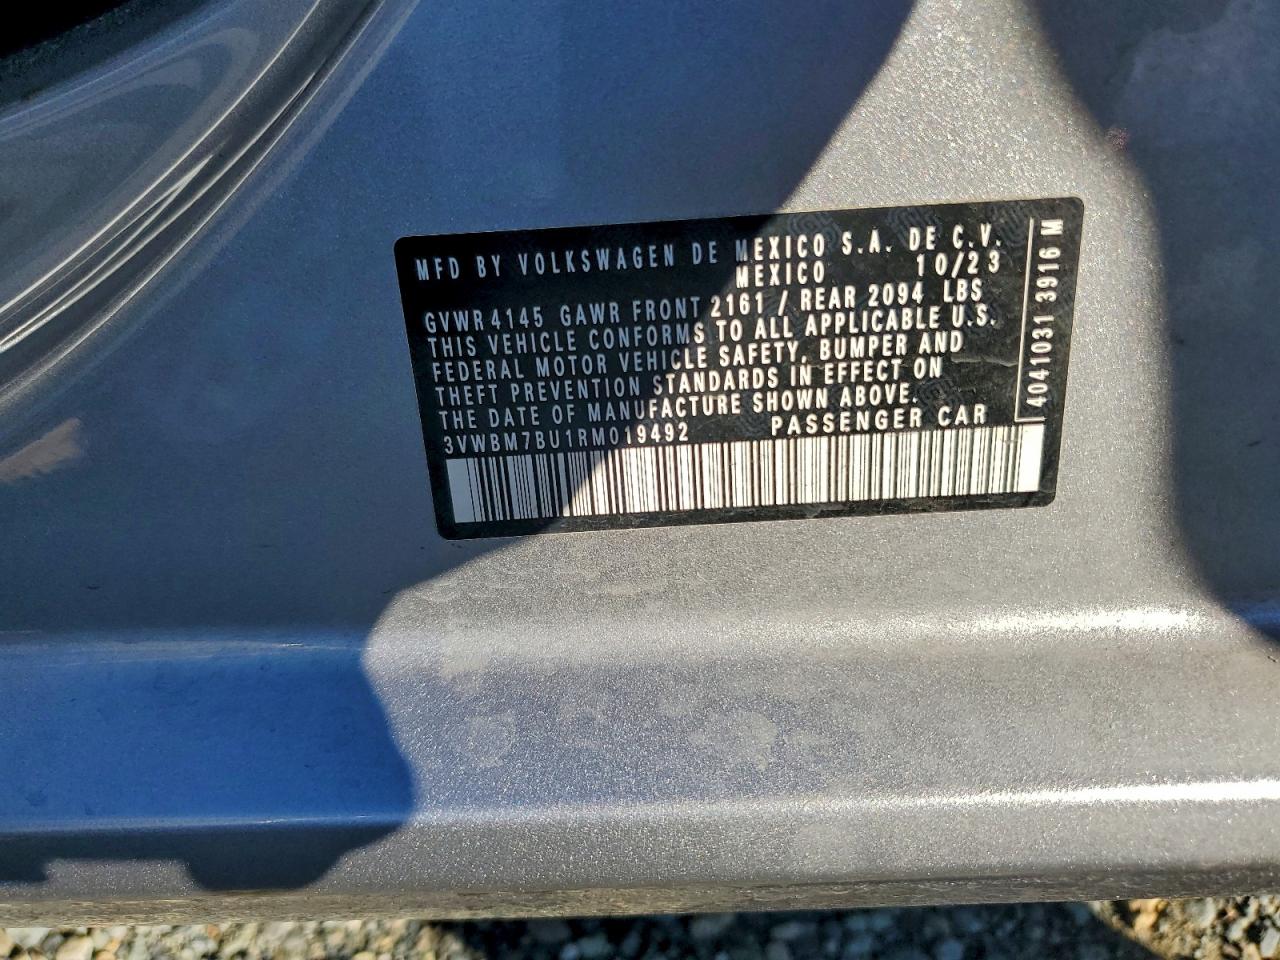 MFD BY VOLKSWAGEN DE MEXICO S.A. DE C.V.
MEXICO 10/23
GVWR 4145 GAWR FRONT 2161 / REAR 2094 LBS
THIS VEHICLE CONFORMS TO ALL APPLICABLE U.S.
FEDERAL MOTOR VEHICLE SAFETY, BUMPER AND
THEFT PREVENTION STANDARDS IN EFFECT ON
THE DATE OF MANUFACTURE SHOWN ABOVE.
3VWBM7BU1RM019492 PASSENGER CAR
4041031 3916 M